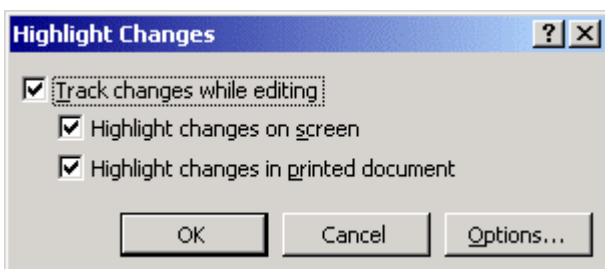 Highlight Changes
Track changes while editing
Highlight changes on screen
Highlight changes in printed document
OK Cancel Options...